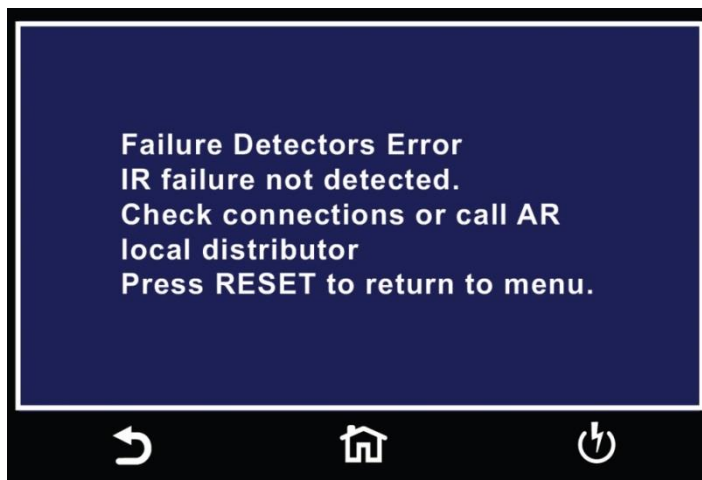 Failure Detectors Error
IR failure not detected.
Check connections or call AR
local distributor
Press RESET to return to menu.